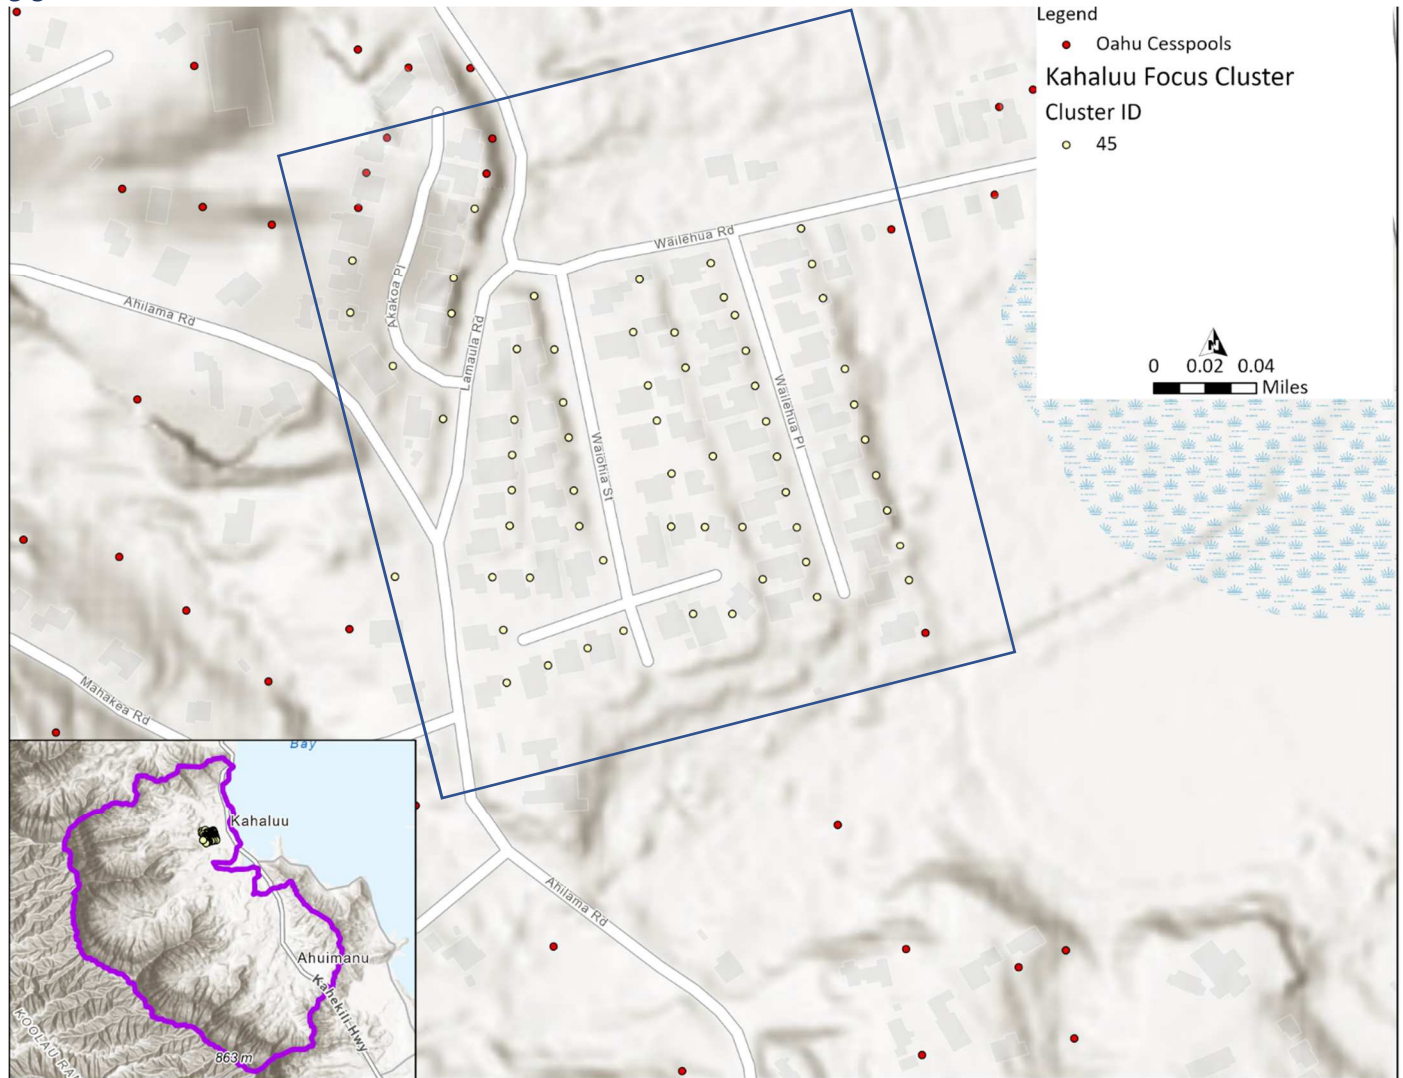 Legend
Oahu Cesspools
Kahaluu Focus Cluster
Cluster ID
45
N
0 0.02 0.04
Miles
Wailehua Rd
Akakoa Pl
Ahilama Rd
Lamaula Rd
Wailehua Pl
Waiohia St
Mahakea Rd
Bay
Kahaluu
Ahilama Rd
Ahuimanu
Kahekili Hwy
863 m